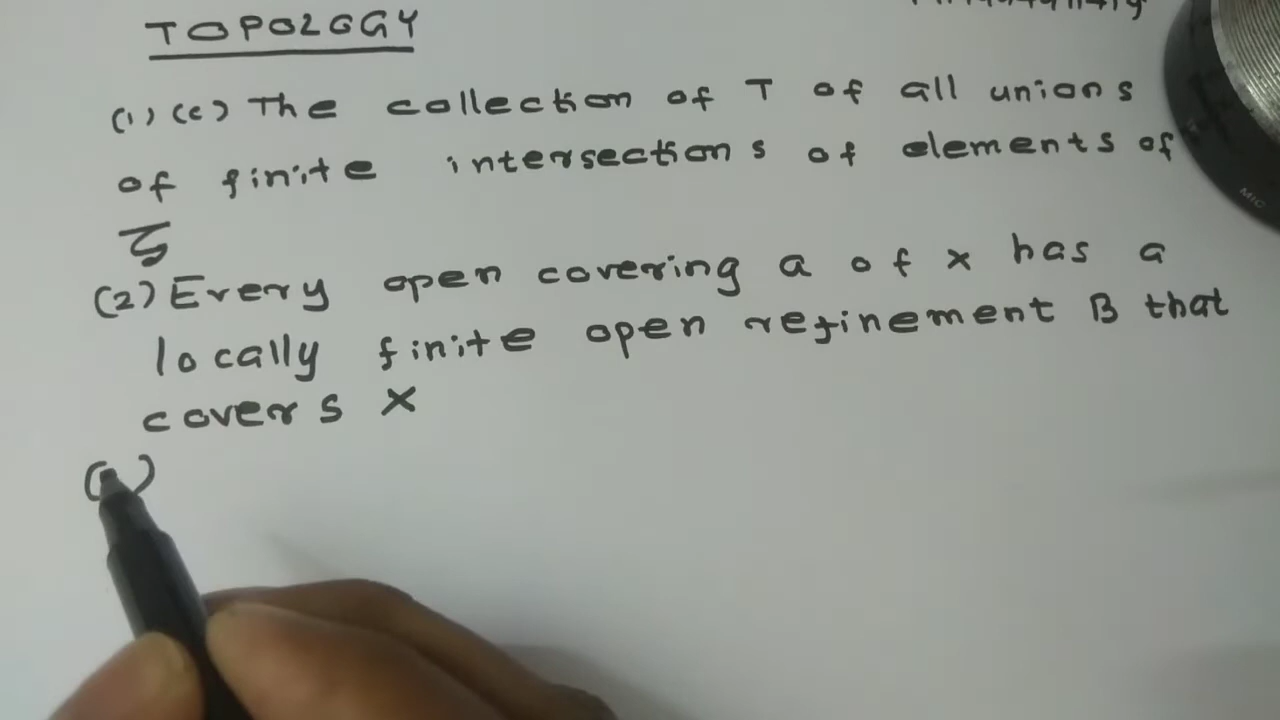 TOPOLOGY
(1) (c) The collection of T of all unions
of finite intersections of elements of
(2) Every open covering a of x has a
locally finite open refinement B that
covers x
( )
MIC